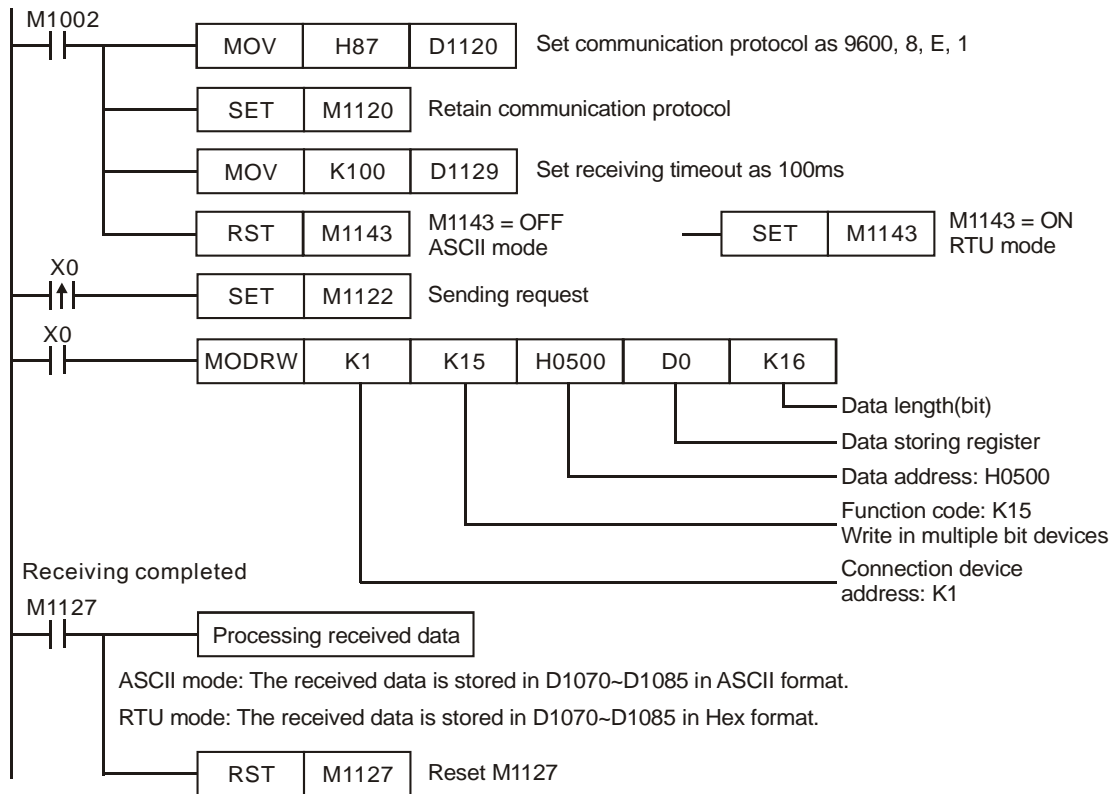 M1002
MOV H87 D1120 Set communication protocol as 9600, 8, E, 1
SET M1120 Retain communication protocol
MOV K100 D1129 Set receiving timeout as 100ms
RST M1143 M1143 = OFF
ASCII mode
SET M1143 M1143 = ON
RTU mode
X0
SET M1122 Sending request
X0
MODRW K1 K15 H0500 D0 K16
Data length(bit)
Data storing register
Data address: H0500
Function code: K15
Write in multiple bit devices
Connection device
address: K1
Receiving completed
M1127
Processing received data
ASCII mode: The received data is stored in D1070~D1085 in ASCII format.
RTU mode: The received data is stored in D1070~D1085 in Hex format.
RST M1127 Reset M1127